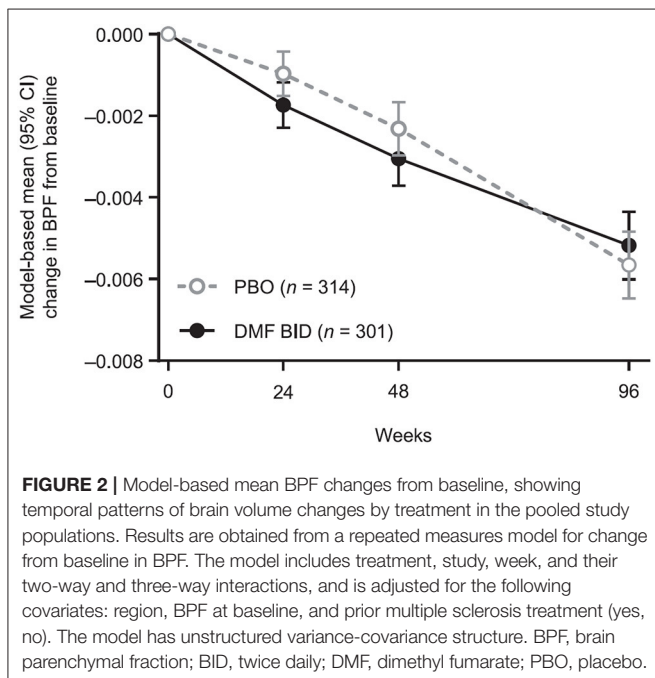 Model-based mean (95% CI)
change in BPF from baseline
0.000
–0.002
–0.004
–0.006
–0.008
PBO (n = 314)
DMF BID (n = 301)
0
24
48
96
Weeks
FIGURE 2 | Model-based mean BPF changes from baseline, showing
temporal patterns of brain volume changes by treatment in the pooled study
populations. Results are obtained from a repeated measures model for change
from baseline in BPF. The model includes treatment, study, week, and their
two-way and three-way interactions, and is adjusted for the following
covariates: region, BPF at baseline, and prior multiple sclerosis treatment (yes,
no). The model has unstructured variance-covariance structure. BPF, brain
parenchymal fraction; BID, twice daily; DMF, dimethyl fumarate; PBO, placebo.